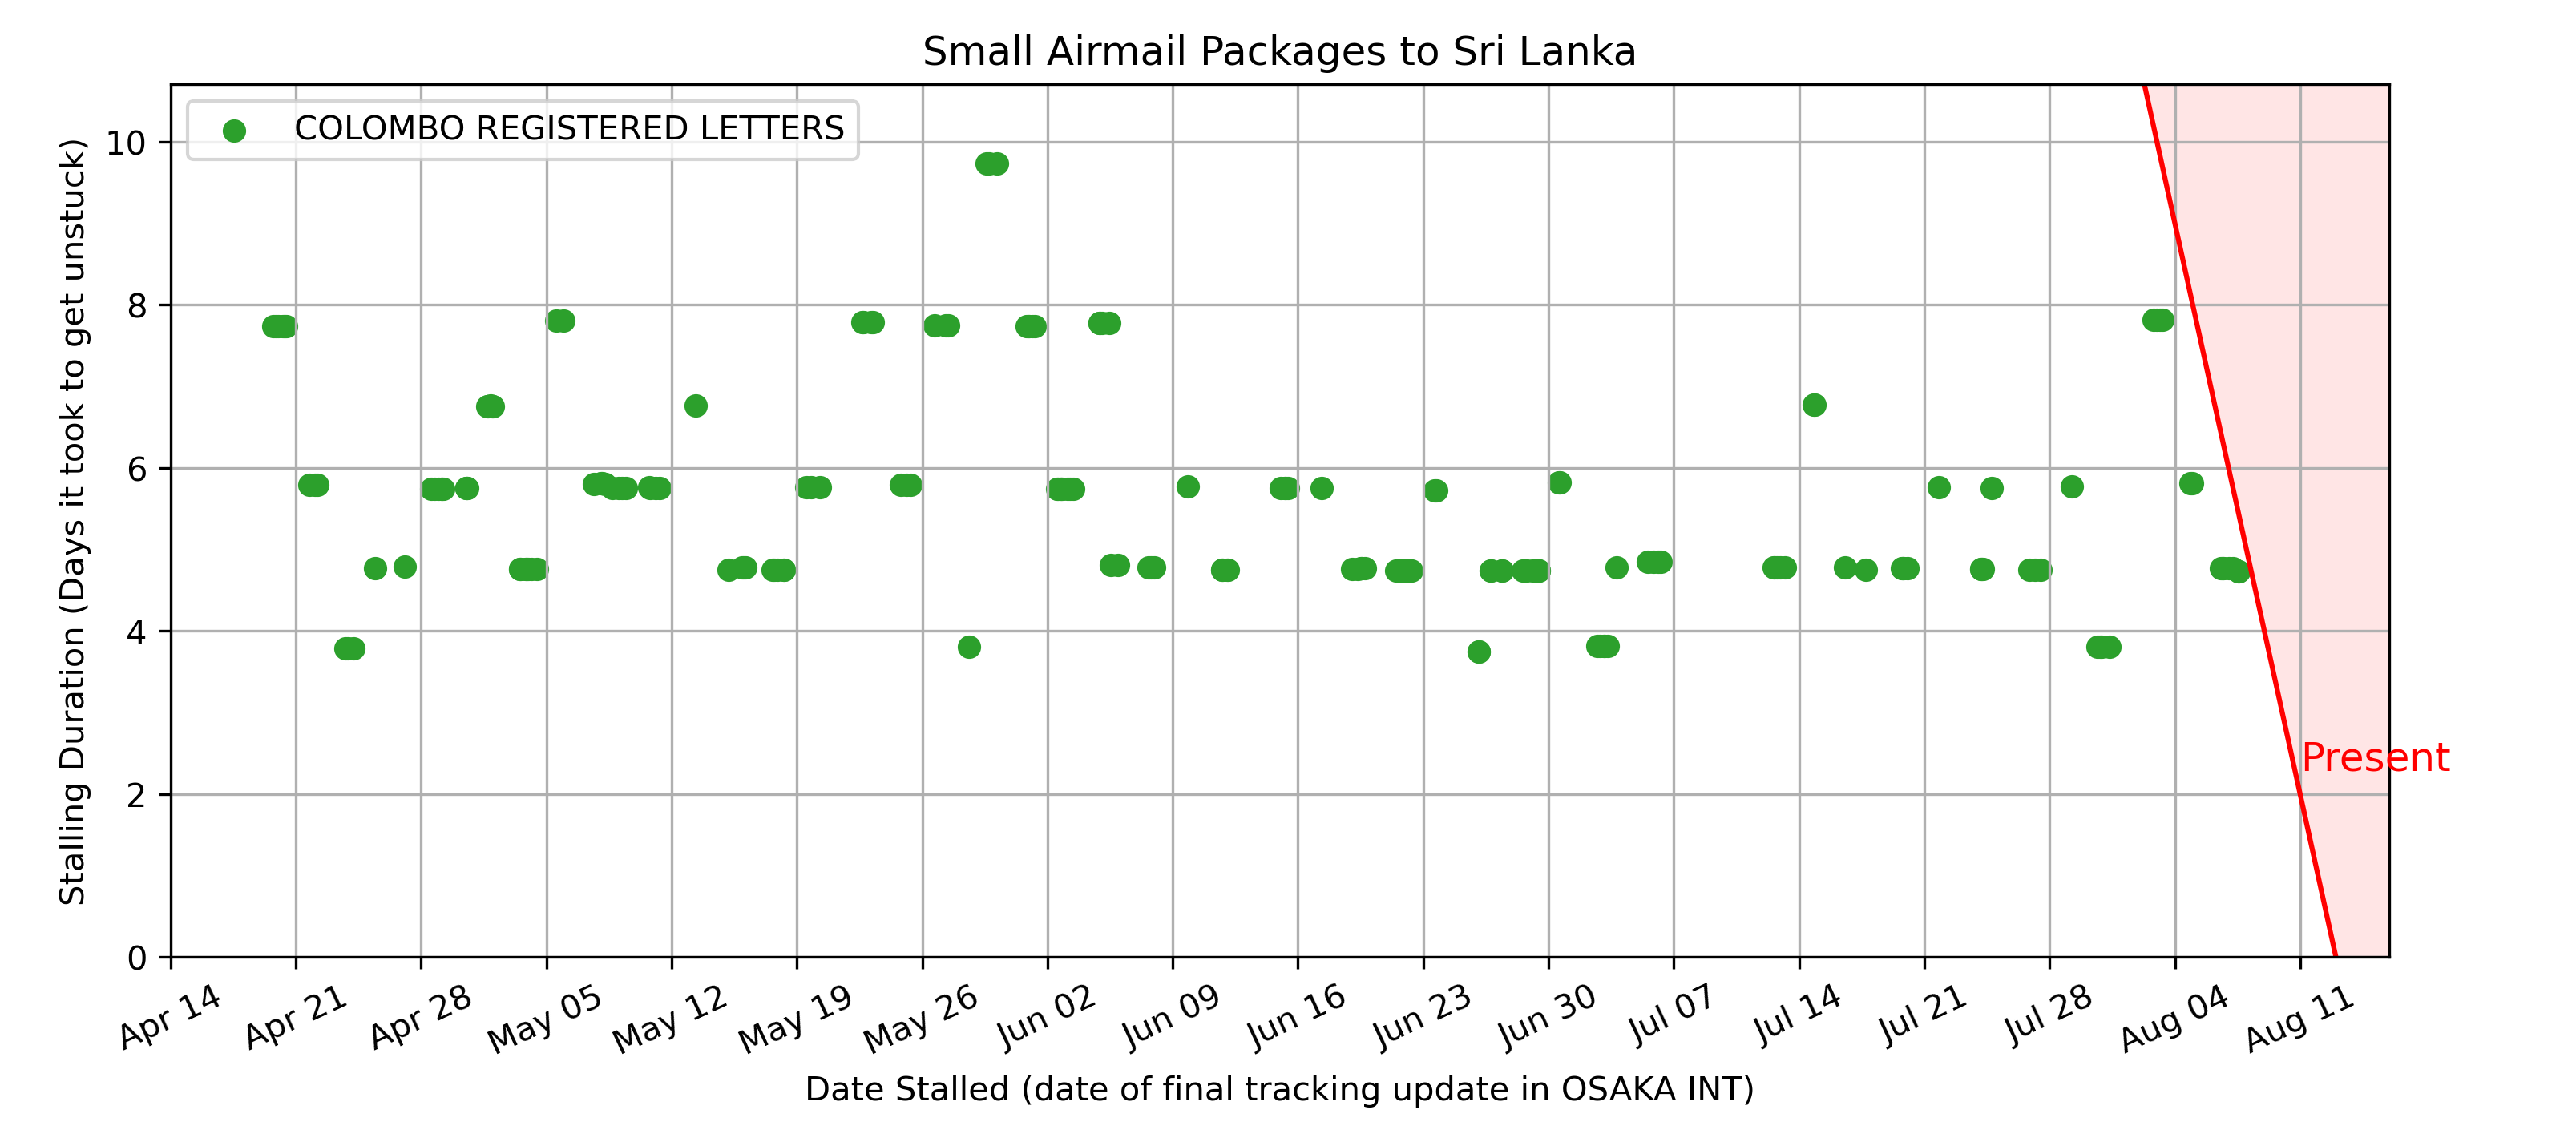 Small Airmail Packages to Sri Lanka
COLOMBO REGISTERED LETTERS
Stalling Duration (Days it took to get unstuck)
10
8
6
4
2
0
Present
Apr 14
Apr 21
Apr 28
May 05
May 12
May 19
May 26
Jun 02
Jun 09
Jun 16
Jun 23
Jun 30
Jul 07
Jul 14
Jul 21
Jul 28
Aug 04
Aug 11
Date Stalled (date of final tracking update in OSAKA INT)